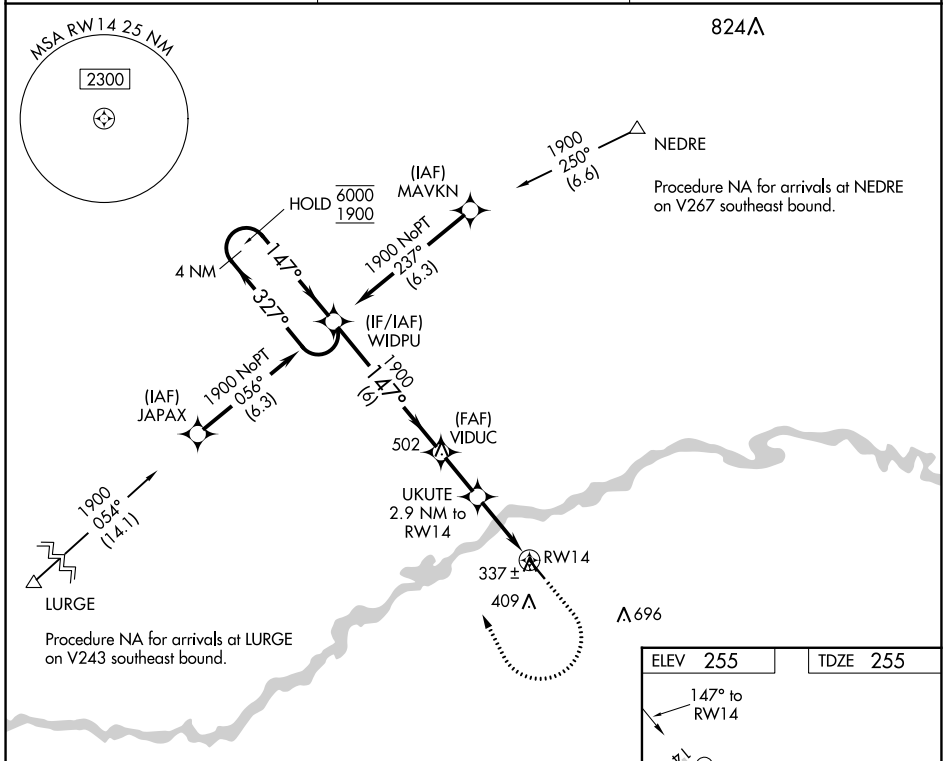 MSA RW14 25 NM
2300
824
NEDRE
1900
250°
(6.6)
Procedure NA for arrivals at NEDRE
on V267 southeast bound.
(IAF)
MAVKN
HOLD 6000
1900
1900 NoPT
237°
(6.3)
4 NM
147°
327°
(IF/IAF)
WIDPU
1900 NoPT
056°
(6.3)
(IAF)
JAPAX
1900
147°
(6)
(FAF)
VIDUC
502
UKUTE
2.9 NM to
RW14
1900
054°
(14.1)
RW14
337 ±
409
696
LURGE
Procedure NA for arrivals at LURGE
on V243 southeast bound.
ELEV 255
TDZE 255
147° to
RW14
14